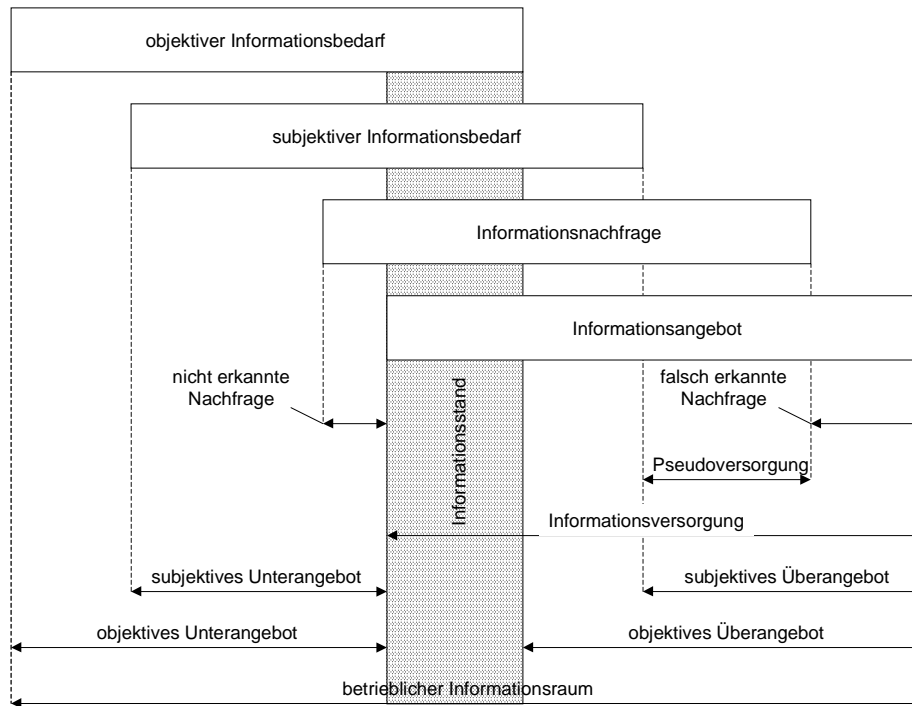 objektiver Informationsbedarf
subjektiver Informationsbedarf
Informationsnachfrage
Informationsangebot
nicht erkannte
Nachfrage
falsch erkannte
Nachfrage
Informationsstand
Pseudoversorgung
Informationsversorgung
subjektives Unterangebot
subjektives Überangebot
objektives Unterangebot
objektives Überangebot
betrieblicher Informationsraum